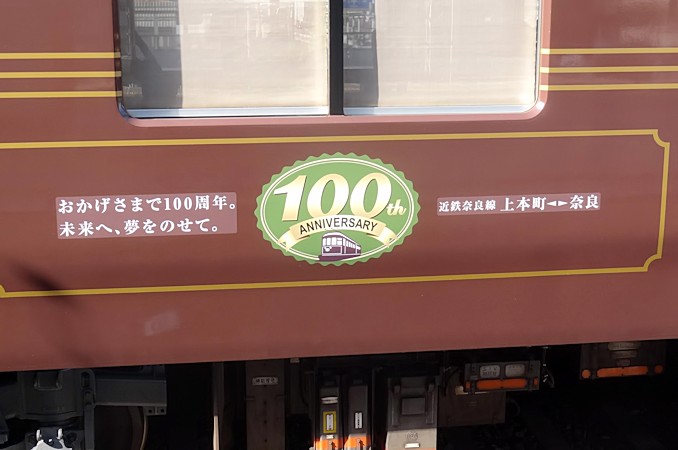 おかげさまで100周年。
未来へ、夢をのせて。
100th
ANNIVERSARY
近鉄奈良線 上本町◄►奈良